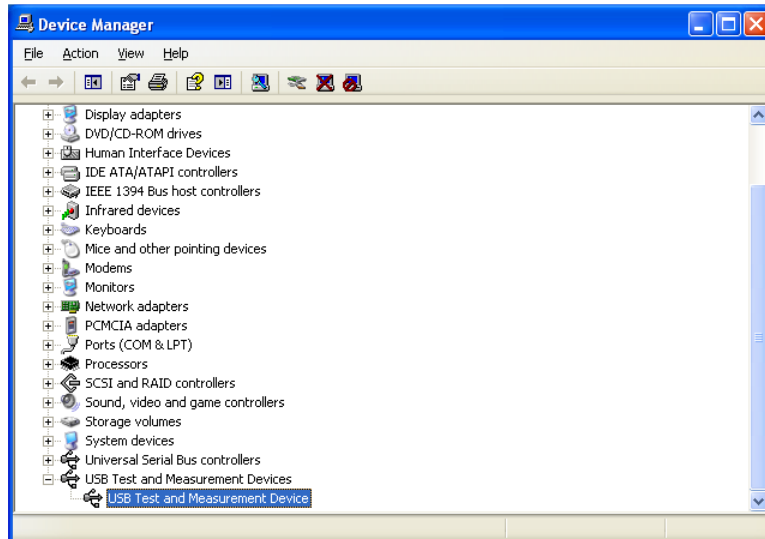 Device Manager
File Action View Help
Display adapters
DVD/CD-ROM drives
Human Interface Devices
IDE ATA/ATAPI controllers
IEEE 1394 Bus host controllers
Infrared devices
Keyboards
Mice and other pointing devices
Modems
Monitors
Network adapters
PCMCIA adapters
Ports (COM & LPT)
Processors
SCSI and RAID controllers
Sound, video and game controllers
Storage volumes
System devices
Universal Serial Bus controllers
USB Test and Measurement Devices
USB Test and Measurement Device